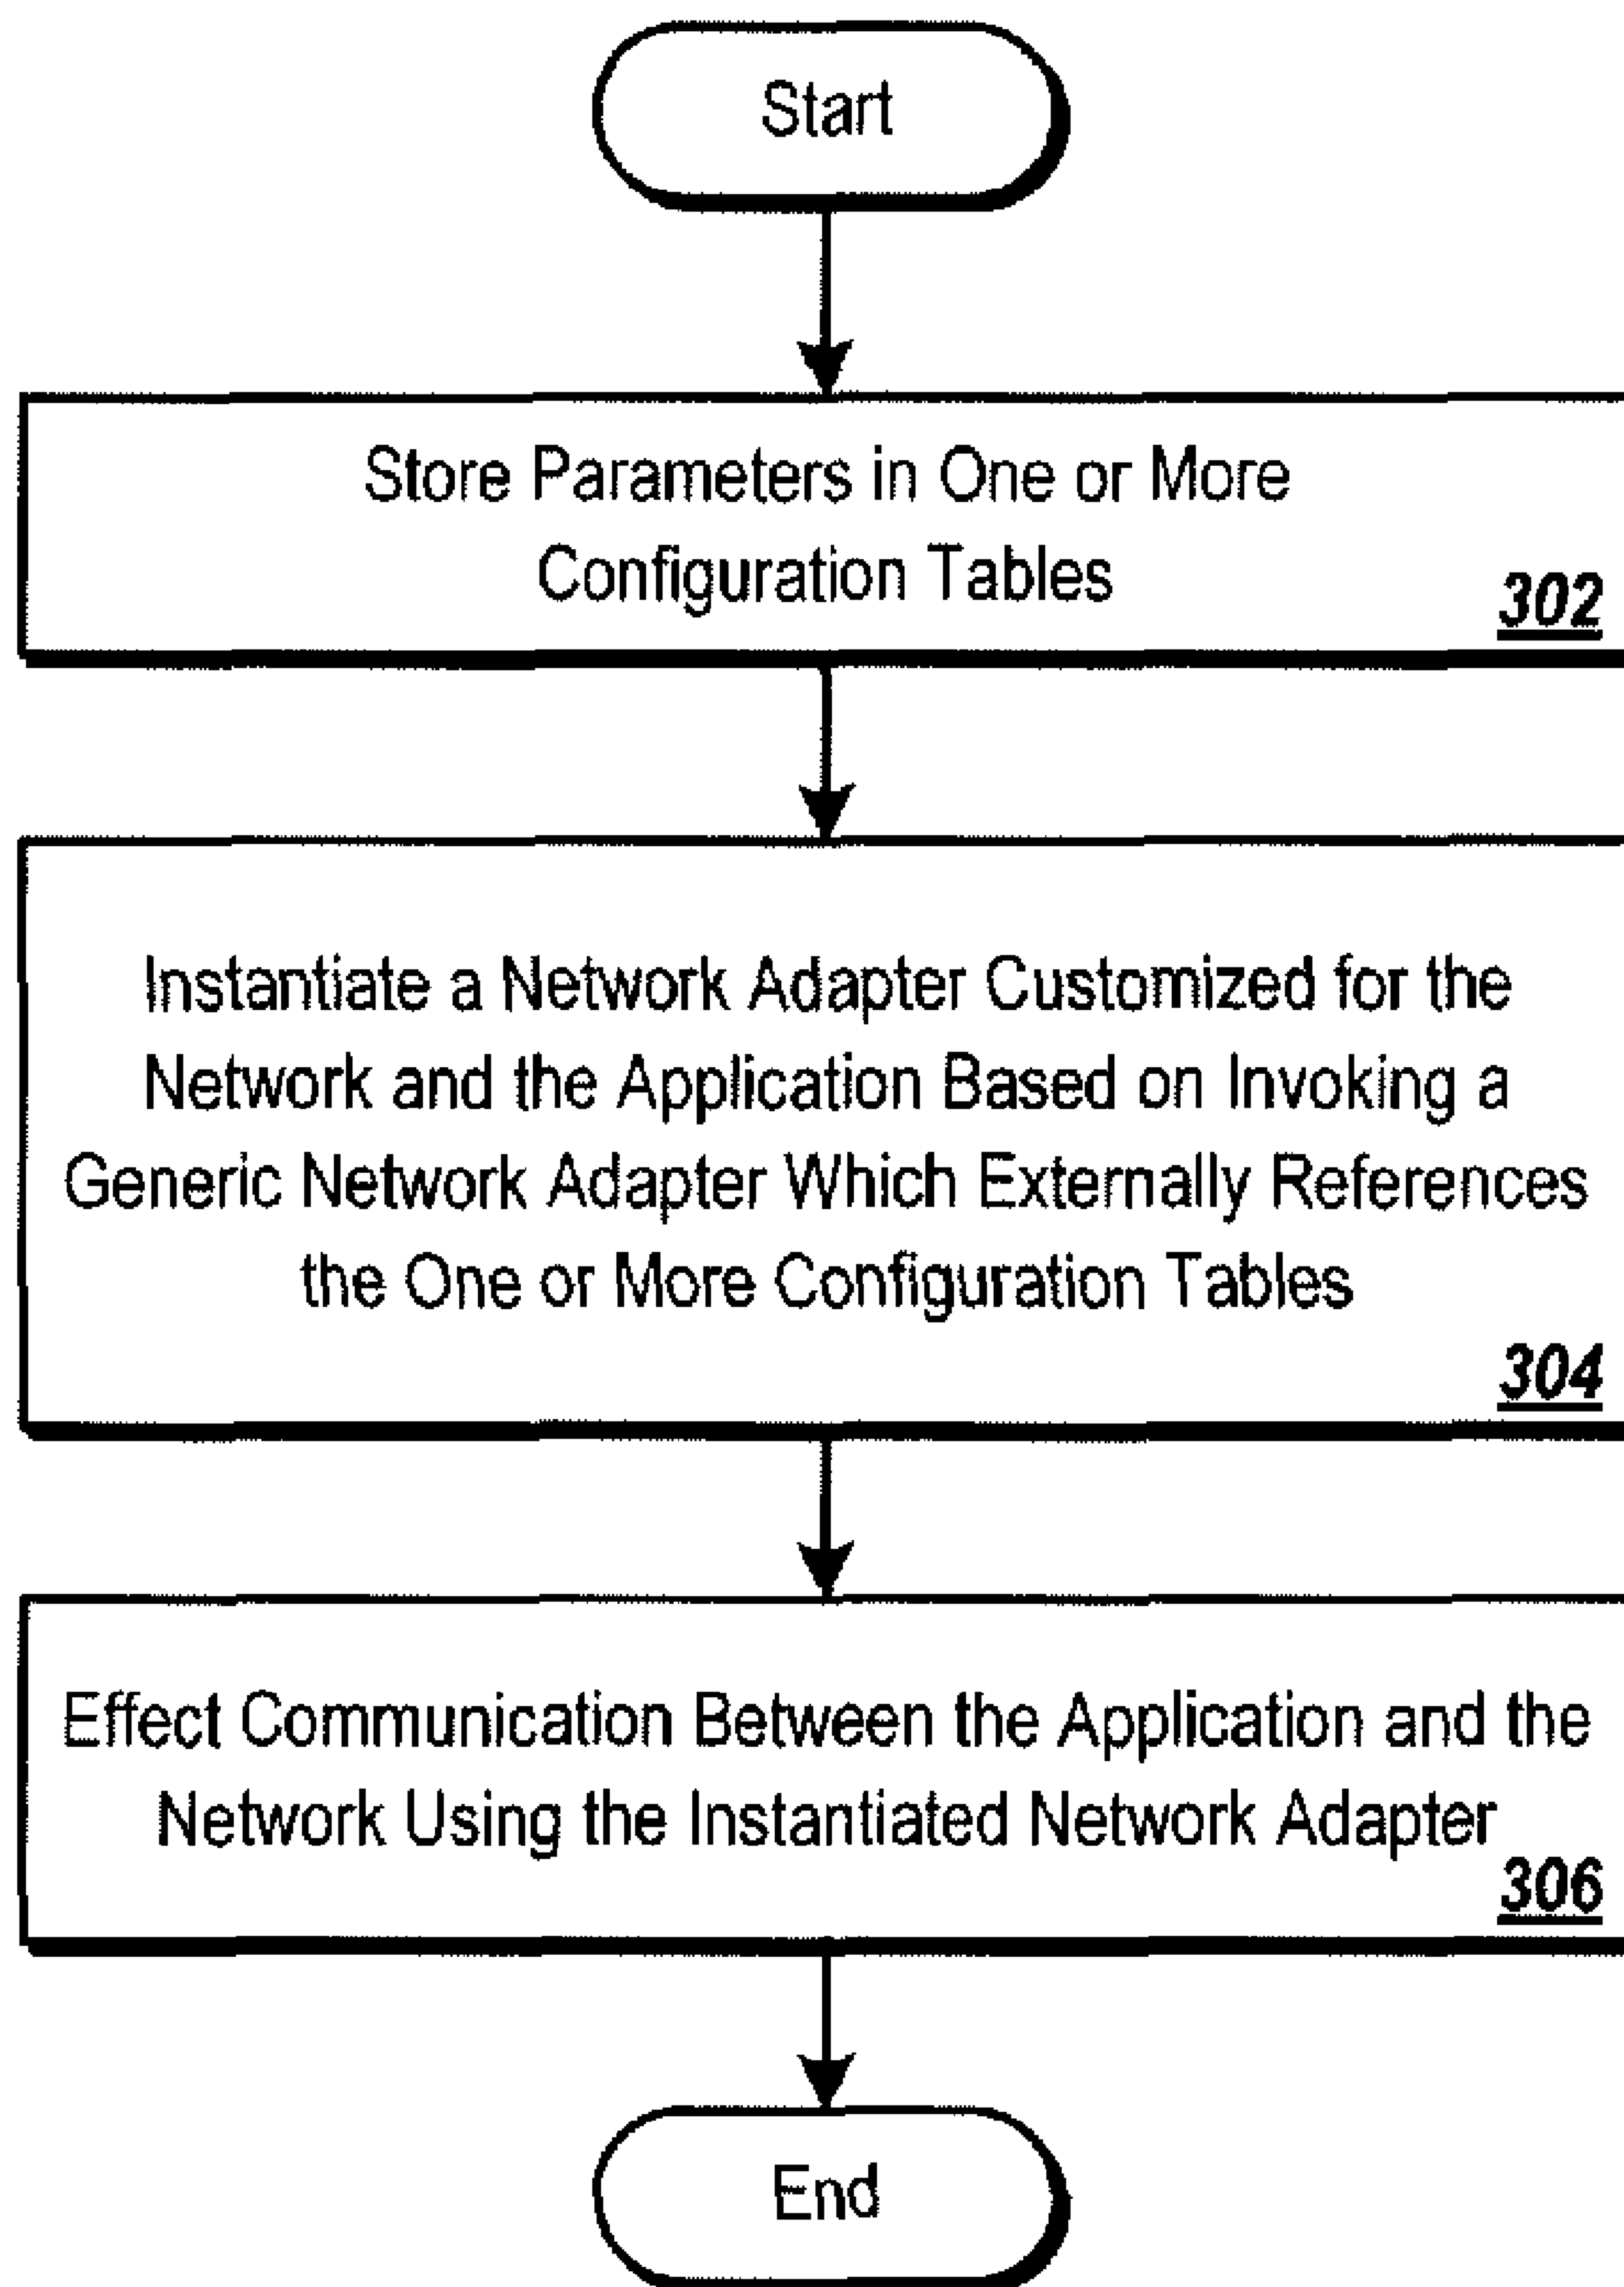 Start
Store Parameters in One or More
Configuration Tables
302
Instantiate a Network Adapter Customized for the
Network and the Application Based on Invoking a
Generic Network Adapter Which Externally References
the One or More Configuration Tables
304
Effect Communication Between the Application and the
Network Using the Instantiated Network Adapter
306
End